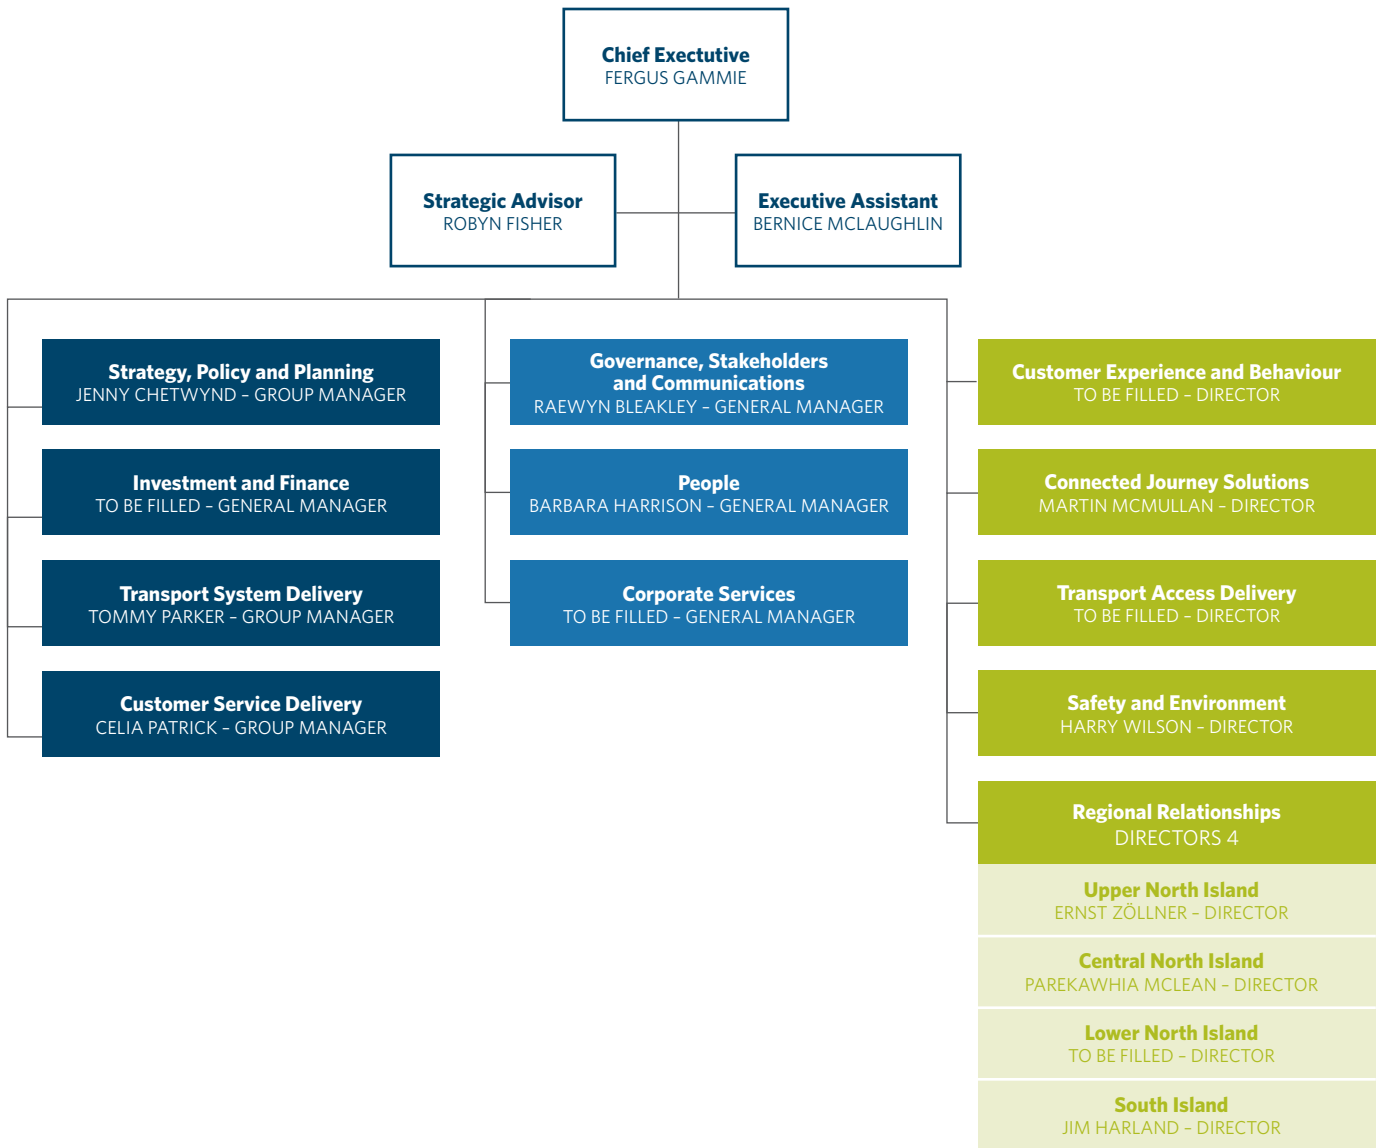 Chief Exectutive
FERGUS GAMMIE
Strategic Advisor
ROBYN FISHER
Executive Assistant
BERNICE MCLAUGHLIN
Strategy, Policy and Planning
JENNY CHETWYND – GROUP MANAGER
Investment and Finance
TO BE FILLED – GENERAL MANAGER
Transport System Delivery
TOMMY PARKER – GROUP MANAGER
Customer Service Delivery
CELIA PATRICK – GROUP MANAGER
Governance, Stakeholders
and Communications
RAEWYN BLEAKLEY – GENERAL MANAGER
People
BARBARA HARRISON – GENERAL MANAGER
Corporate Services
TO BE FILLED – GENERAL MANAGER
Customer Experience and Behaviour
TO BE FILLED – DIRECTOR
Connected Journey Solutions
MARTIN MCMULLAN – DIRECTOR
Transport Access Delivery
TO BE FILLED – DIRECTOR
Safety and Environment
HARRY WILSON – DIRECTOR
Regional Relationships
DIRECTORS 4
Upper North Island
ERNST ZÖLLNER – DIRECTOR
Central North Island
PAREKAWHIA MCLEAN – DIRECTOR
Lower North Island
TO BE FILLED – DIRECTOR
South Island
JIM HARLAND – DIRECTOR